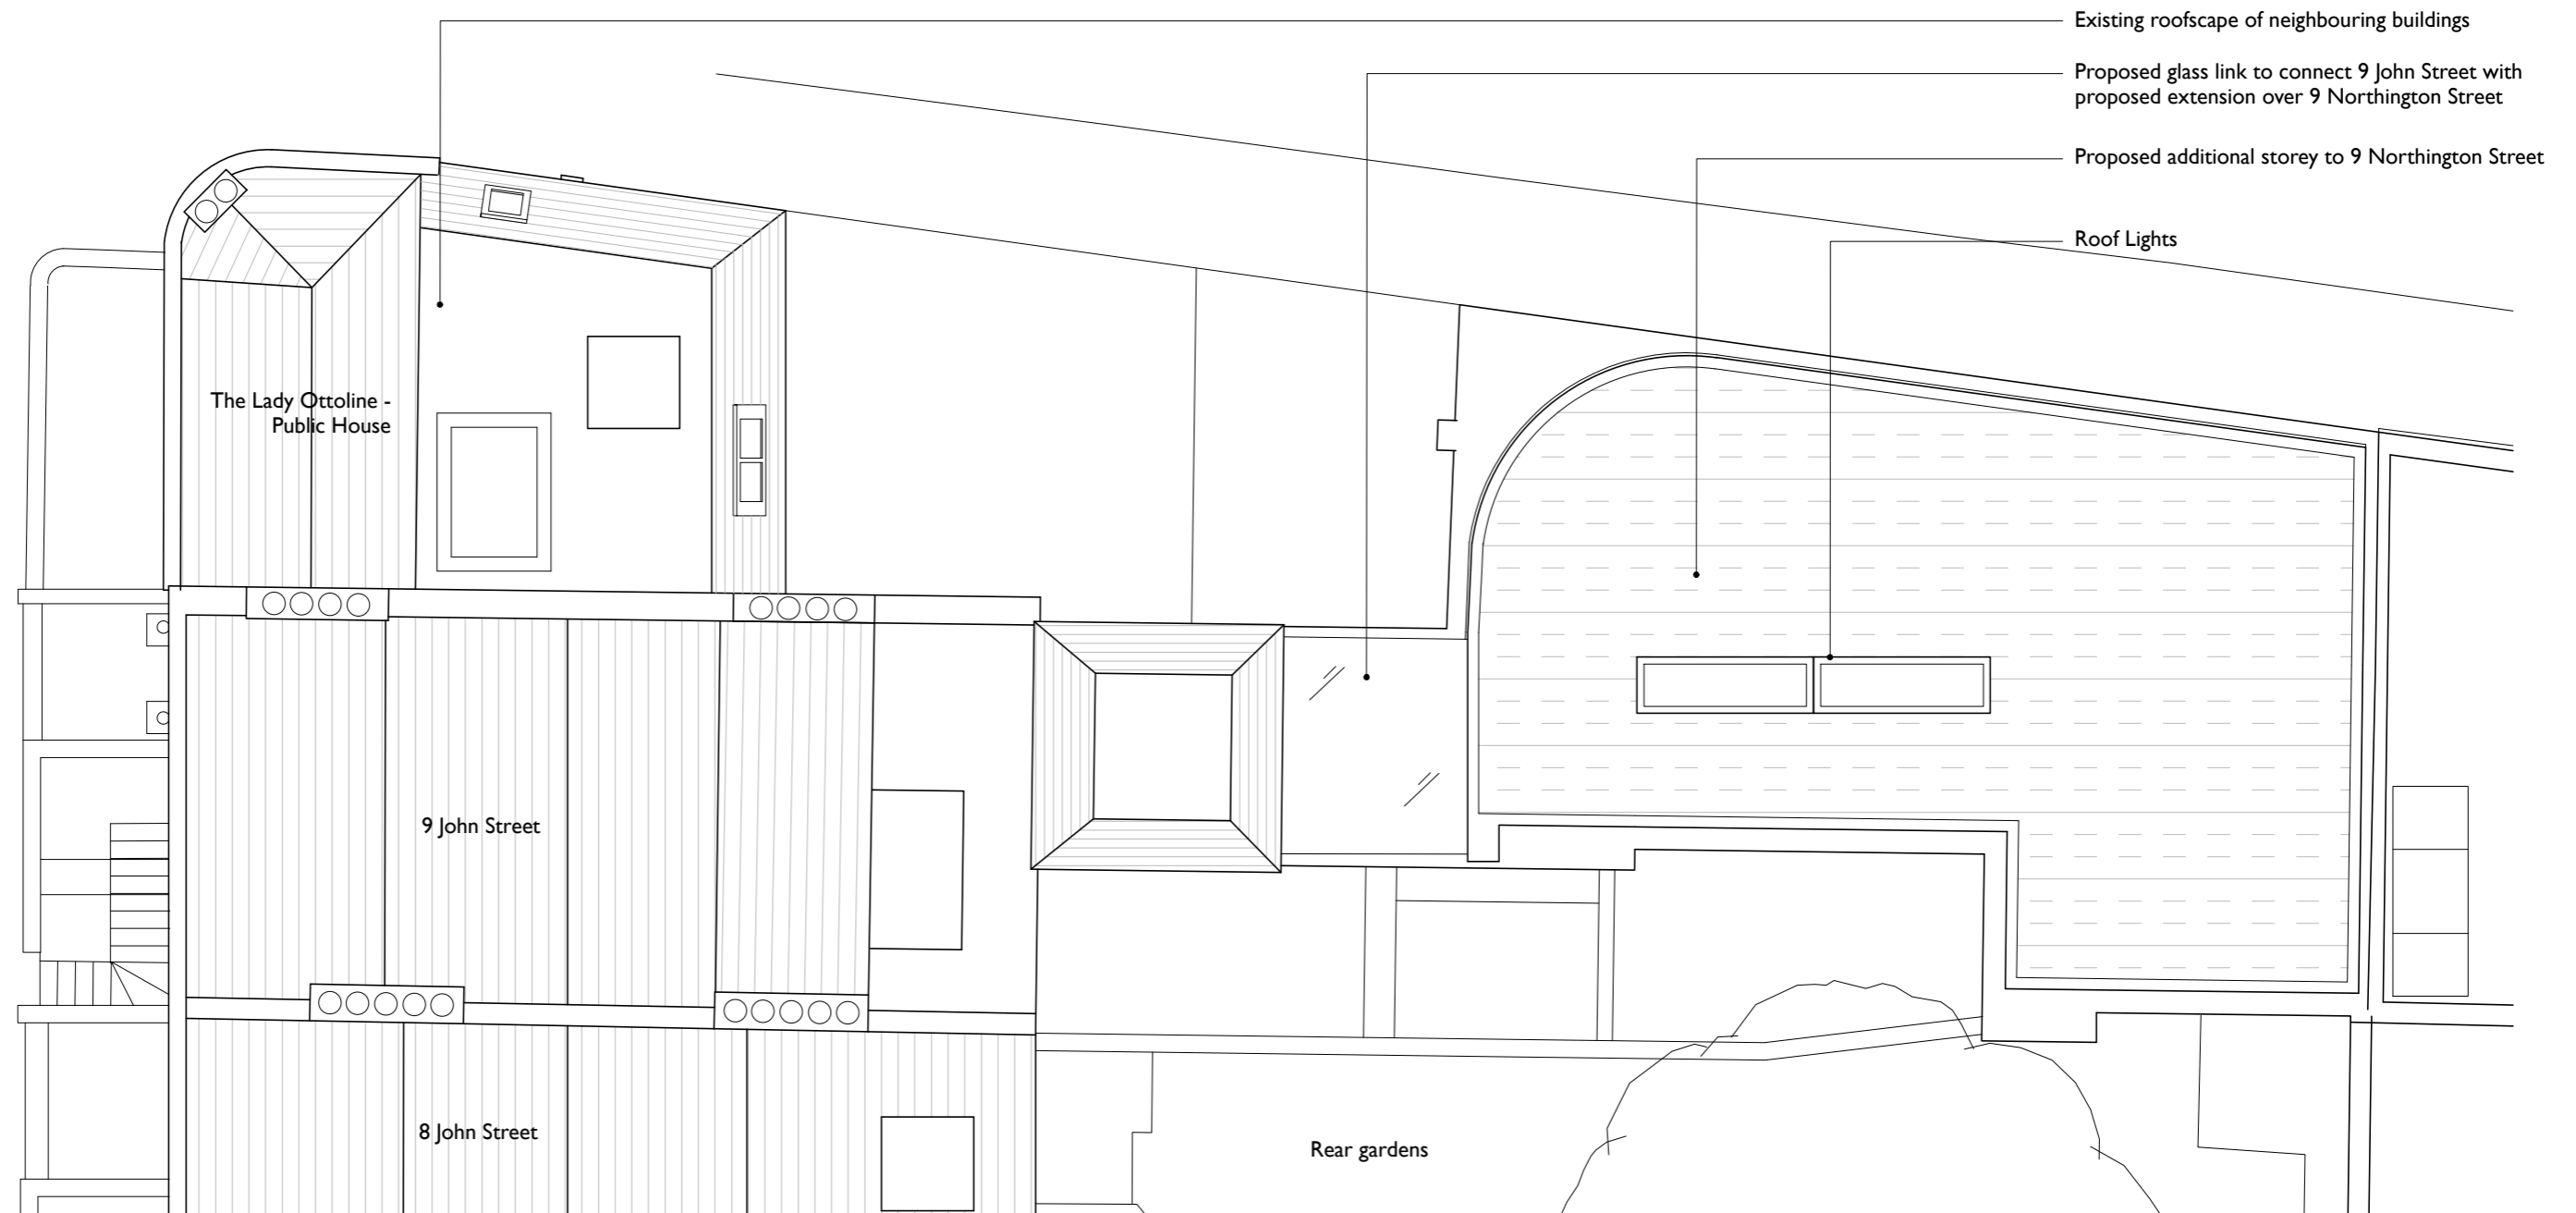 Existing roofscape of neighbouring buildings
Proposed glass link to connect 9 John Street with
proposed extension over 9 Northington Street
Proposed additional storey to 9 Northington Street
Roof Lights
The Lady Ottoline -
Public House
9 John Street
8 John Street
Rear gardens